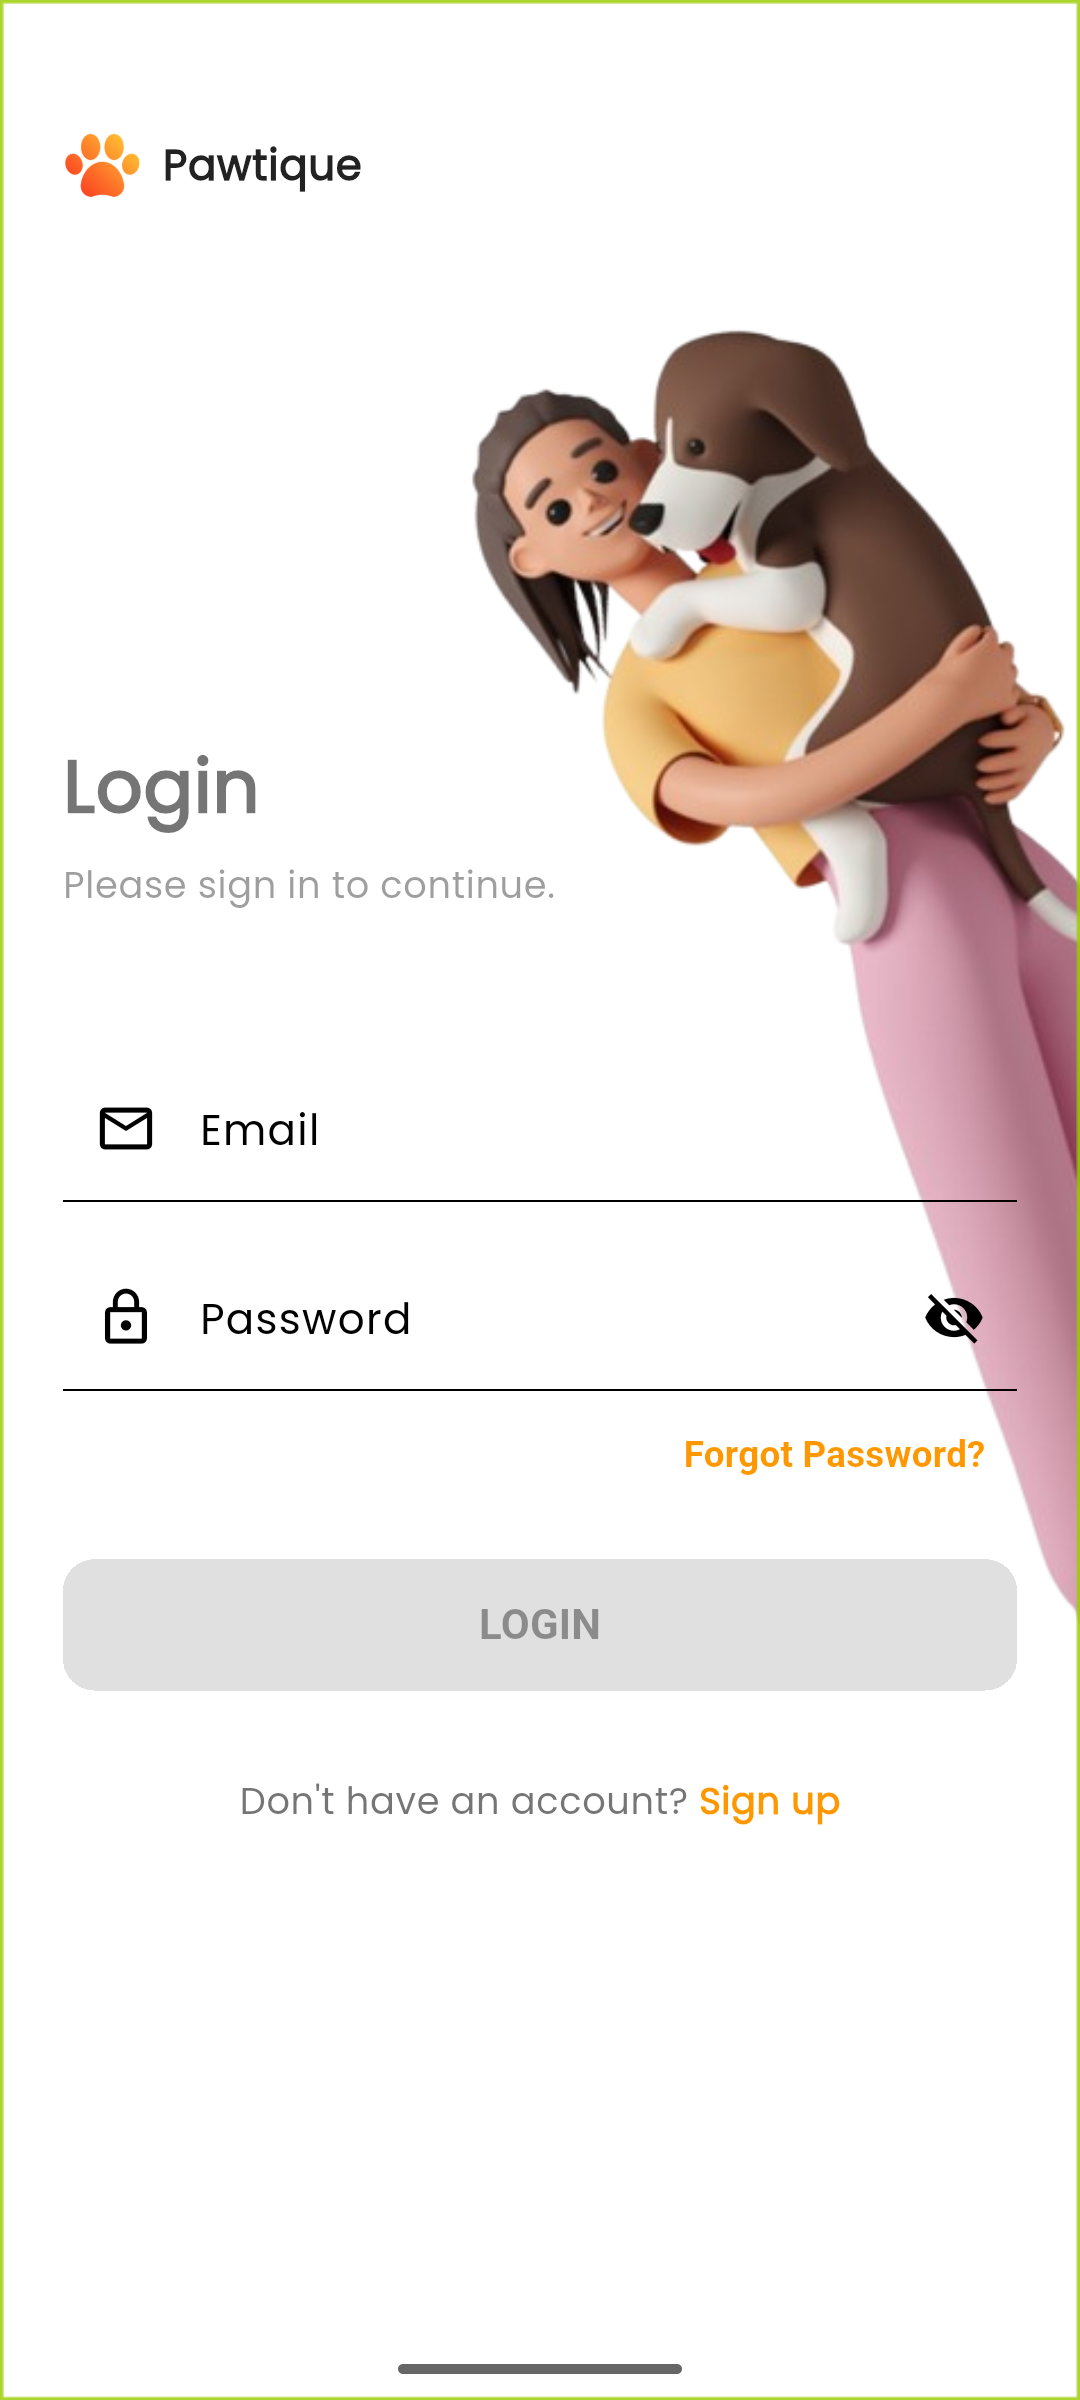 Pawtique
Login
Please sign in to continue.
Email
Password
Forgot Password?
LOGIN
Don't have an account? Sign up